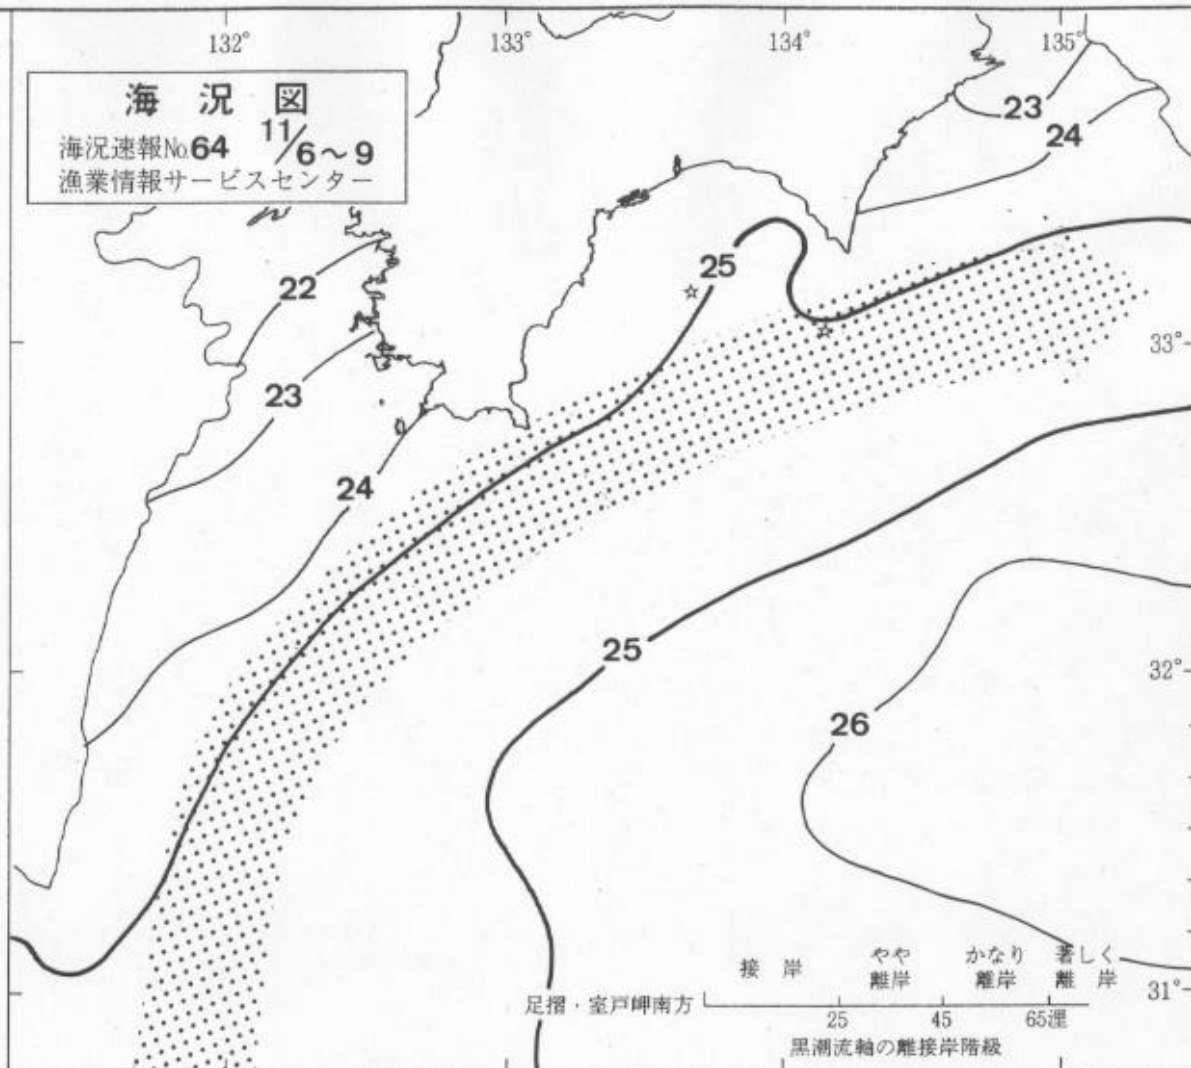 132°
133°
134°
135°
海況図
海況速報No.64 11/6～9
漁業情報サービスセンター
23
24
25
22
33°
23
24
25
32°
26
接岸
やや離岸
かなり離岸
著しく離岸
足摺・室戸岬南方
31°
25
45
65浬
黒潮流軸の離接岸階級